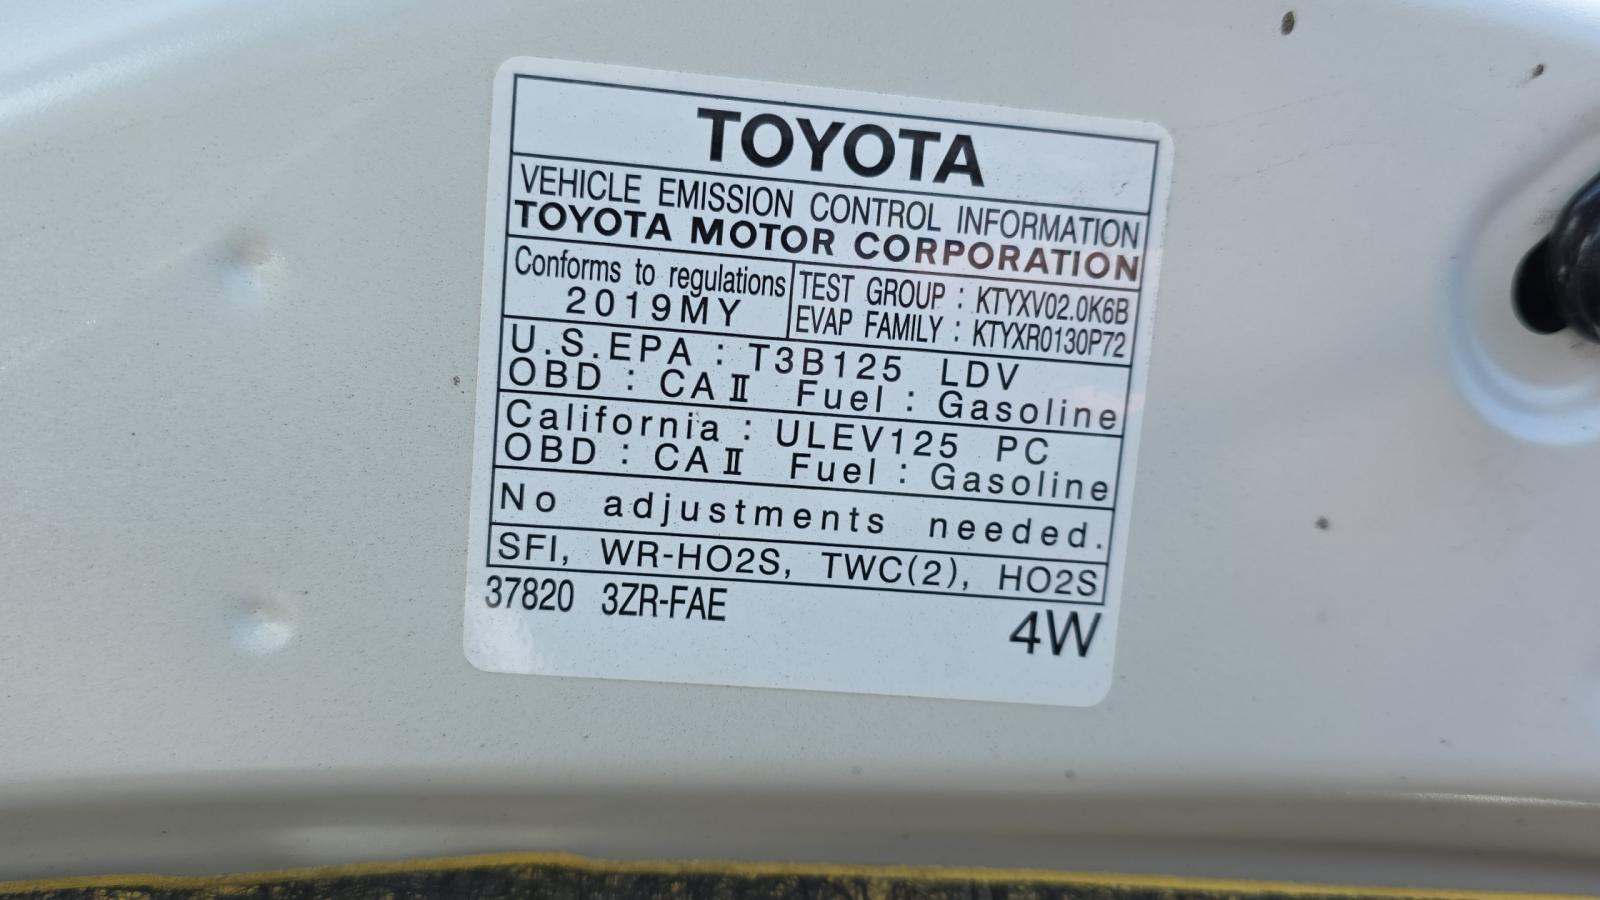 TOYOTA
VEHICLE EMISSION CONTROL INFORMATION
TOYOTA MOTOR CORPORATION
Conforms to regulations
2019MY
TEST GROUP : KTYXV02.0K6B
EVAP FAMILY : KTYXR0130P72
U.S.EPA : T3B125 LDV
OBD : CAⅡ Fuel : Gasoline
California : ULEV125 PC
OBD : CAⅡ Fuel : Gasoline
No adjustments needed.
SFI, WR-HO2S, TWC(2), HO2S
37820 3ZR-FAE
4W